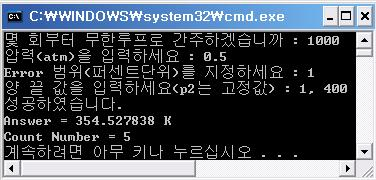 C:₩WINDOWS₩system32₩cmd.exe
몇 회부터 무한루프로 간주하겠습니까 : 1000
압력(atm)을 입력하세요 : 0.5
Error 범위(퍼센트단위)를 지정하세요 : 1
양 끝 값을 입력하세요(p2는 고정값) : 1, 400
성공하였습니다.
Answer = 354.527838 K
Count Number = 5
계속하려면 아무 키나 누르십시오 . . .